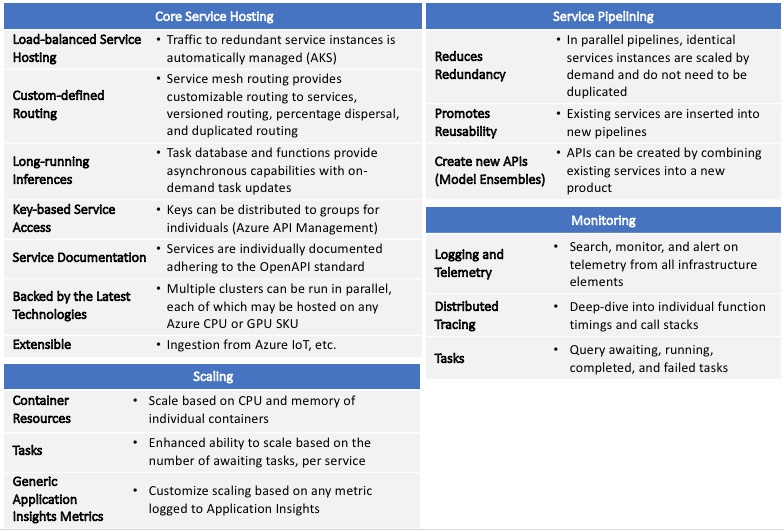 Core Service Hosting
Load-balanced Service
Hosting
• Traffic to redundant service instances is
automatically managed (AKS)
Custom-defined
Routing
• Service mesh routing provides
customizable routing to services,
versioned routing, percentage dispersal,
and duplicated routing
Long-running
Inferences
• Task database and functions provide
asynchronous capabilities with on-
demand task updates
Key-based Service
Access
• Keys can be distributed to groups for
individuals (Azure API Management)
Service Documentation
• Services are individually documented
adhering to the OpenAPI standard
Backed by the Latest
Technologies
• Multiple clusters can be run in parallel,
each of which may be hosted on any
Azure CPU or GPU SKU
Extensible
• Ingestion from Azure IoT, etc.
Scaling
Container
Resources
• Scale based on CPU and memory of
individual containers
Tasks
• Enhanced ability to scale based on the
number of awaiting tasks, per service
Generic
Application
Insights Metrics
• Customize scaling based on any metric
logged to Application Insights
Service Pipelining
Reduces
Redundancy
• In parallel pipelines, identical
services instances are scaled by
demand and do not need to be
duplicated
Promotes
Reusability
• Existing services are inserted into
new pipelines
Create new APIs
(Model Ensembles)
• APIs can be created by combining
existing services into a new
product
Monitoring
Logging and
Telemetry
• Search, monitor, and alert on
telemetry from all infrastructure
elements
Distributed
Tracing
• Deep-dive into individual function
timings and call stacks
Tasks
• Query awaiting, running,
completed, and failed tasks